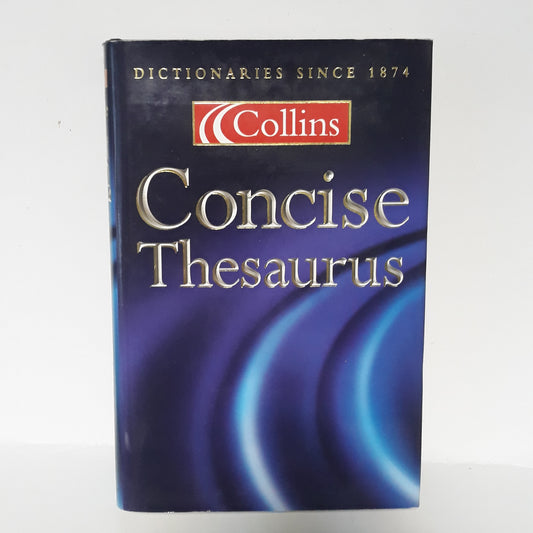 DICTIONARIES SINCE 1874
Collins
Concise
Thesaurus